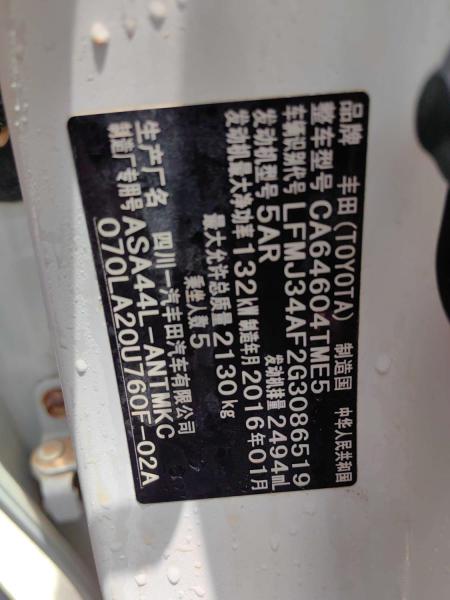 品牌 丰田(TOYOTA) 制造国 中华人民共和国
整车型号 CA64604TME5
车辆识别代号 LFMJ34AF2G3086519
发动机型号 5AR 发动机排量 2494mL
发动机最大净功率 132kW 制造年月 2016年01月
最大允许总质量 2130kg
乘坐人数 5
生产厂名 四川一汽丰田汽车有限公司
制造厂专用号 ASA44L-ANTMKC
070LA20U760F-02A